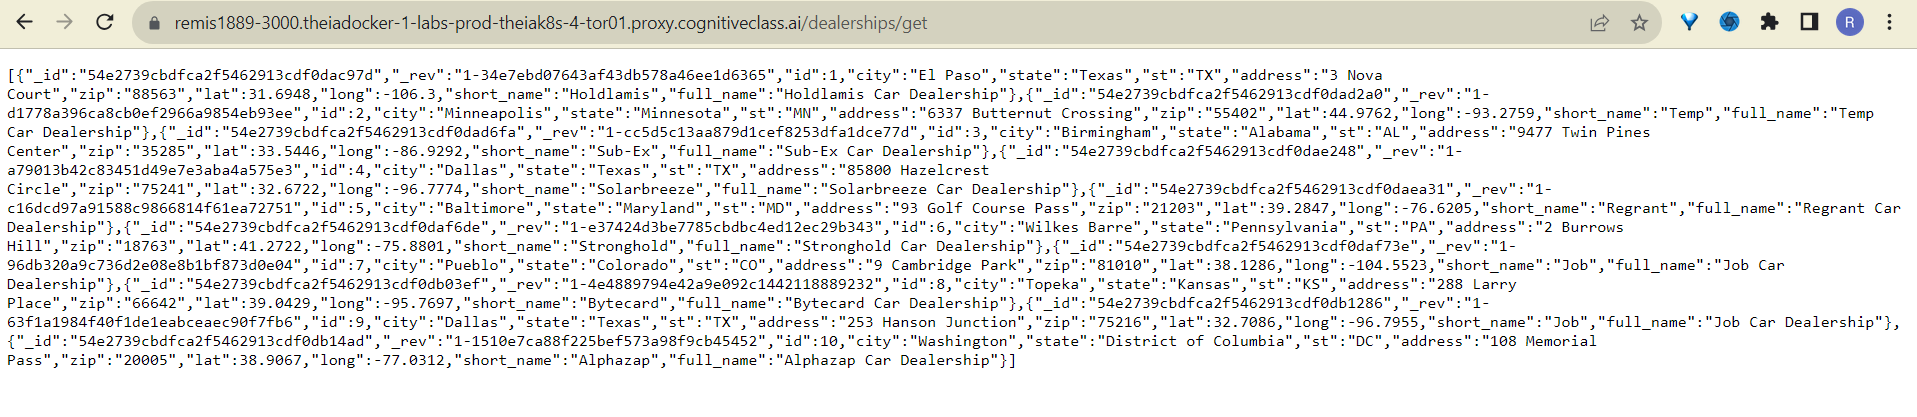 remis1889-3000.theiadocker-1-labs-prod-theiak8s-4-tor01.proxy.cognitiveclass.ai/dealerships/get
R
[{"_id":"54e2739cbdfca2f5462913cdf0dac97d","_rev":"1-34e7ebd07643af43db578a46ee1d6365","id":1,"city":"El Paso","state":"Texas","st":"TX","address":"3 Nova
Court","zip":"88563","lat":31.6948,"long":-106.3,"short_name":"Holdlamis","full_name":"Holdlamis Car Dealership"},{"_id":"54e2739cbdfca2f5462913cdf0dad2a0","_rev":"1-
d1778a396ca8cb0ef2966a9854eb93ee","id":2,"city":"Minneapolis","state":"Minnesota","st":"MN","address":"6337 Butternut Crossing","zip":"55402","lat":44.9762,"long":-93.2759,"short_name":"Temp","full_name":"Temp
Car Dealership"},{"_id":"54e2739cbdfca2f5462913cdf0dad6fa","_rev":"1-cc5d5c13aa879d1cef8253dfa1dce77d","id":3,"city":"Birmingham","state":"Alabama","st":"AL","address":"9477 Twin Pines
Center","zip":"35285","lat":33.5446,"long":-86.9292,"short_name":"Sub-Ex","full_name":"Sub-Ex Car Dealership"},{"_id":"54e2739cbdfca2f5462913cdf0dae248","_rev":"1-
a79013b42c83451d49e7e3aba4a575e3","id":4,"city":"Dallas","state":"Texas","st":"TX","address":"85800 Hazelcrest
Circle","zip":"75241","lat":32.6722,"long":-96.7774,"short_name":"Solarbreeze","full_name":"Solarbreeze Car Dealership"},{"_id":"54e2739cbdfca2f5462913cdf0daea31","_rev":"1-
c16dcd97a91588c9866814f61ea72751","id":5,"city":"Baltimore","state":"Maryland","st":"MD","address":"93 Golf Course Pass","zip":"21203","lat":39.2847,"long":-76.6205,"short_name":"Regrant","full_name":"Regrant Car
Dealership"},{"_id":"54e2739cbdfca2f5462913cdf0daf6de","_rev":"1-e37424d3be7785cbdbc4ed12ec29b343","id":6,"city":"Wilkes Barre","state":"Pennsylvania","st":"PA","address":"2 Burrows
Hill","zip":"18763","lat":41.2722,"long":-75.8801,"short_name":"Stronghold","full_name":"Stronghold Car Dealership"},{"_id":"54e2739cbdfca2f5462913cdf0daf73e","_rev":"1-
96db320a9c736d2e08e8b1bf873d0e04","id":7,"city":"Pueblo","state":"Colorado","st":"CO","address":"9 Cambridge Park","zip":"81010","lat":38.1286,"long":-104.5523,"short_name":"Job","full_name":"Job Car
Dealership"},{"_id":"54e2739cbdfca2f5462913cdf0db03ef","_rev":"1-4e4889794e42a9e092c1442118889232","id":8,"city":"Topeka","state":"Kansas","st":"KS","address":"288 Larry
Place","zip":"66642","lat":39.0429,"long":-95.7697,"short_name":"Bytecard","full_name":"Bytecard Car Dealership"},{"_id":"54e2739cbdfca2f5462913cdf0db1286","_rev":"1-
63f1a1984f40f1de1eabceaec90f7fb6","id":9,"city":"Dallas","state":"Texas","st":"TX","address":"253 Hanson Junction","zip":"75216","lat":32.7086,"long":-96.7955,"short_name":"Job","full_name":"Job Car Dealership"},
{"_id":"54e2739cbdfca2f5462913cdf0db14ad","_rev":"1-1510e7ca88f225bef573a98f9cb45452","id":10,"city":"Washington","state":"District of Columbia","st":"DC","address":"108 Memorial
Pass","zip":"20005","lat":38.9067,"long":-77.0312,"short_name":"Alphazap","full_name":"Alphazap Car Dealership"}]